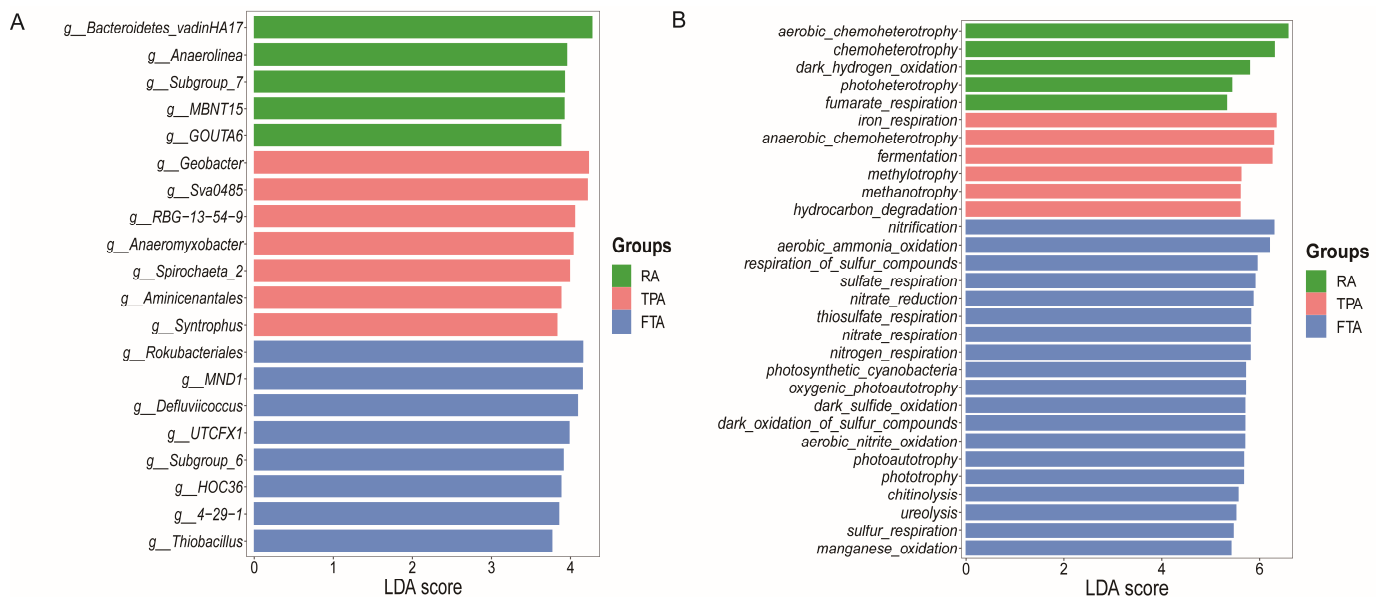 A
g__Bacteroidetes_vadinHA17
g__Anaerolinea
g__Subgroup_7
g__MBNT15
g__GOUTA6
g__Geobacter
g__Sva0485
g__RBG−13−54−9
g__Anaeromyxobacter
g__Spirochaeta_2
g__Aminicenantales
g__Syntrophus
g__Rokubacteriales
g__MND1
g__Defluviicoccus
g__UTCFX1
g__Subgroup_6
g__HOC36
g__4−29−1
g__Thiobacillus
0 1 2 3 4
LDA score
Groups
RA
TPA
FTA
B
aerobic_chemoheterotrophy
chemoheterotrophy
dark_hydrogen_oxidation
photoheterotrophy
fumarate_respiration
iron_respiration
anaerobic_chemoheterotrophy
fermentation
methylotrophy
methanotrophy
hydrocarbon_degradation
nitrification
aerobic_ammonia_oxidation
respiration_of_sulfur_compounds
sulfate_respiration
nitrate_reduction
thiosulfate_respiration
nitrate_respiration
nitrogen_respiration
photosynthetic_cyanobacteria
oxygenic_photoautotrophy
dark_sulfide_oxidation
dark_oxidation_of_sulfur_compounds
aerobic_nitrite_oxidation
photoautotrophy
phototrophy
chitinolysis
ureolysis
sulfur_respiration
manganese_oxidation
0 2 4 6
LDA score
Groups
RA
TPA
FTA